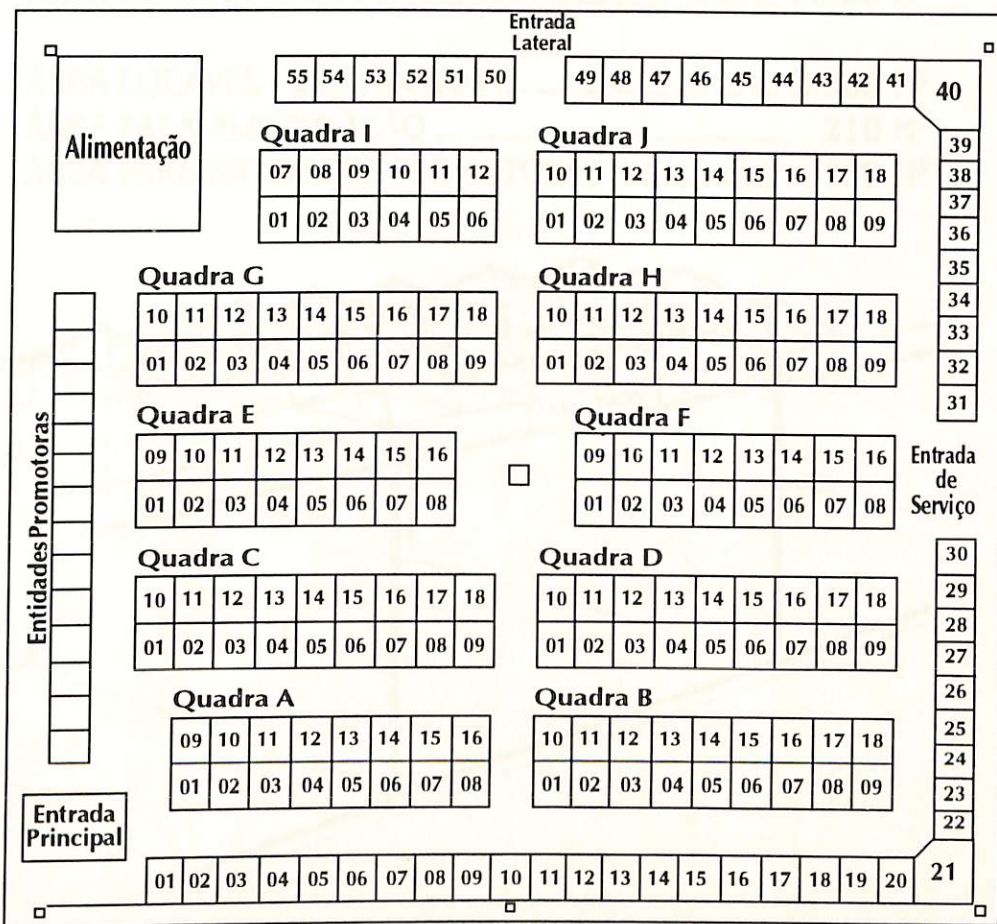 Entrada
Lateral
55 54 53 52 51 50
49 48 47 46 45 44 43 42 41
40
Alimentação
Quadra I
07 08 09 10 11 12
01 02 03 04 05 06
Quadra J
10 11 12 13 14 15 16 17 18
01 02 03 04 05 06 07 08 09
39
38
37
36
35
34
33
32
31
Quadra G
10 11 12 13 14 15 16 17 18
01 02 03 04 05 06 07 08 09
Quadra H
10 11 12 13 14 15 16 17 18
01 02 03 04 05 06 07 08 09
Entidades Promotoras
Quadra E
09 10 11 12 13 14 15 16
01 02 03 04 05 06 07 08
Quadra F
09 10 11 12 13 14 15 16
01 02 03 04 05 06 07 08
Entrada
de
Serviço
Quadra C
10 11 12 13 14 15 16 17 18
01 02 03 04 05 06 07 08 09
Quadra D
10 11 12 13 14 15 16 17 18
01 02 03 04 05 06 07 08 09
30
29
28
27
26
25
24
23
22
Quadra A
09 10 11 12 13 14 15 16
01 02 03 04 05 06 07 08
Quadra B
10 11 12 13 14 15 16 17 18
01 02 03 04 05 06 07 08 09
Entrada
Principal
01 02 03 04 05 06 07 08 09 10 11 12 13 14 15 16 17 18 19 20
21